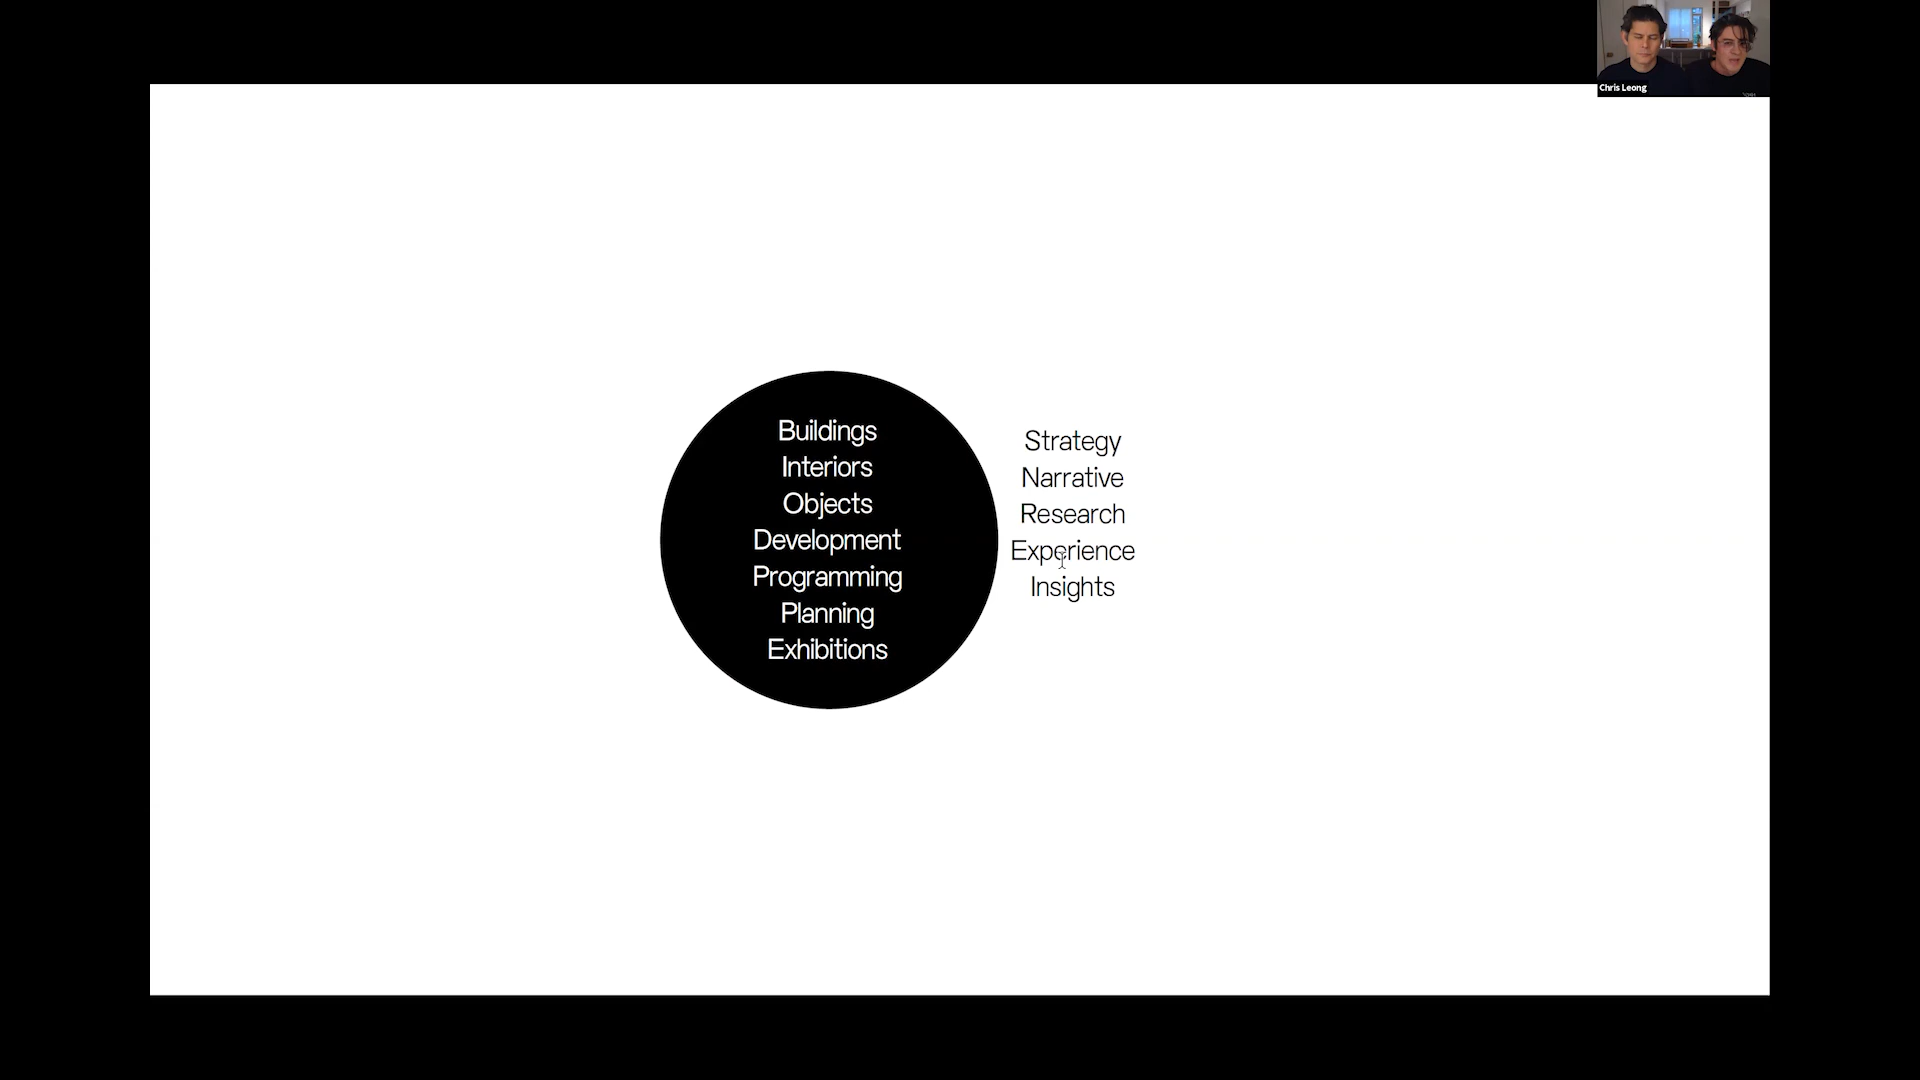 Chris Leong
Buildings
Interiors
Objects
Development
Programming
Planning
Exhibitions
Strategy
Narrative
Research
Experience
Insights